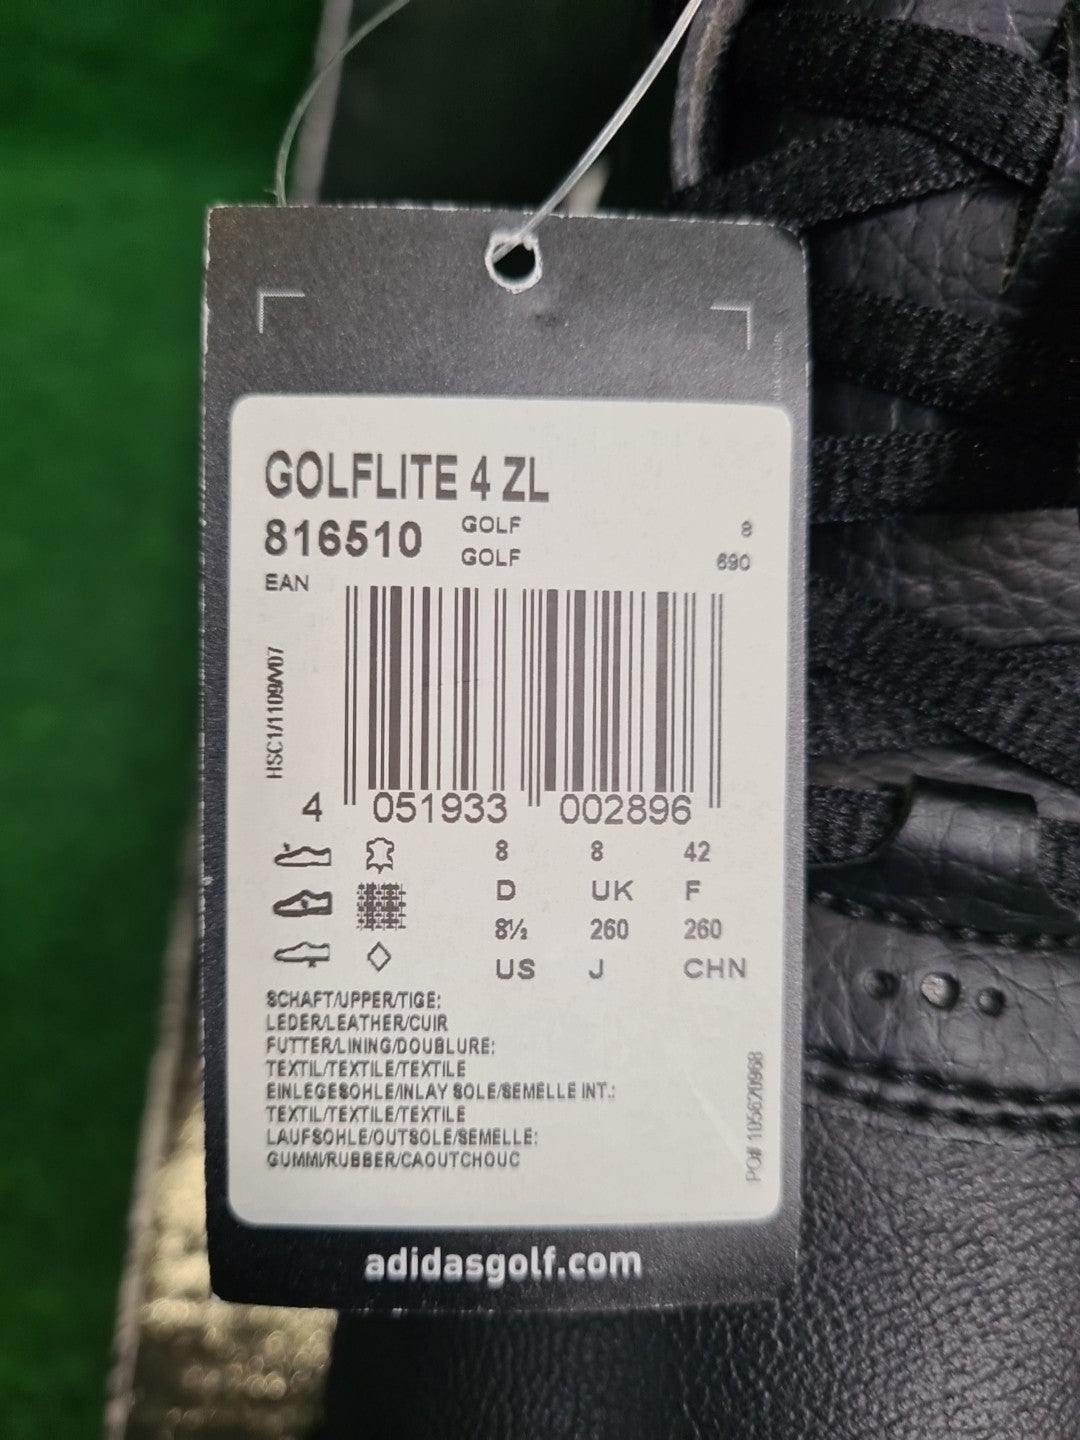 GOLFLITE 4 ZL
816510 GOLF 8
GOLF 690
EAN
HSC1/1109/V07
4 051933 002896
8 8 42
D UK F
8½ 260 260
US J CHN
SCHAFT/UPPER/TIGE:
LEDER/LEATHER/CUIR
FUTTER/LINING/DOUBLURE:
TEXTIL/TEXTILE/TEXTILE
EINLEGESOHLE/INLAY SOLE/SEMELLE INT.:
TEXTIL/TEXTILE/TEXTILE
LAUFSOHLE/OUTSOLE/SEMELLE:
GUMMI/RUBBER/CAOUTCHOUC
PO# 105620968
adidasgolf.com